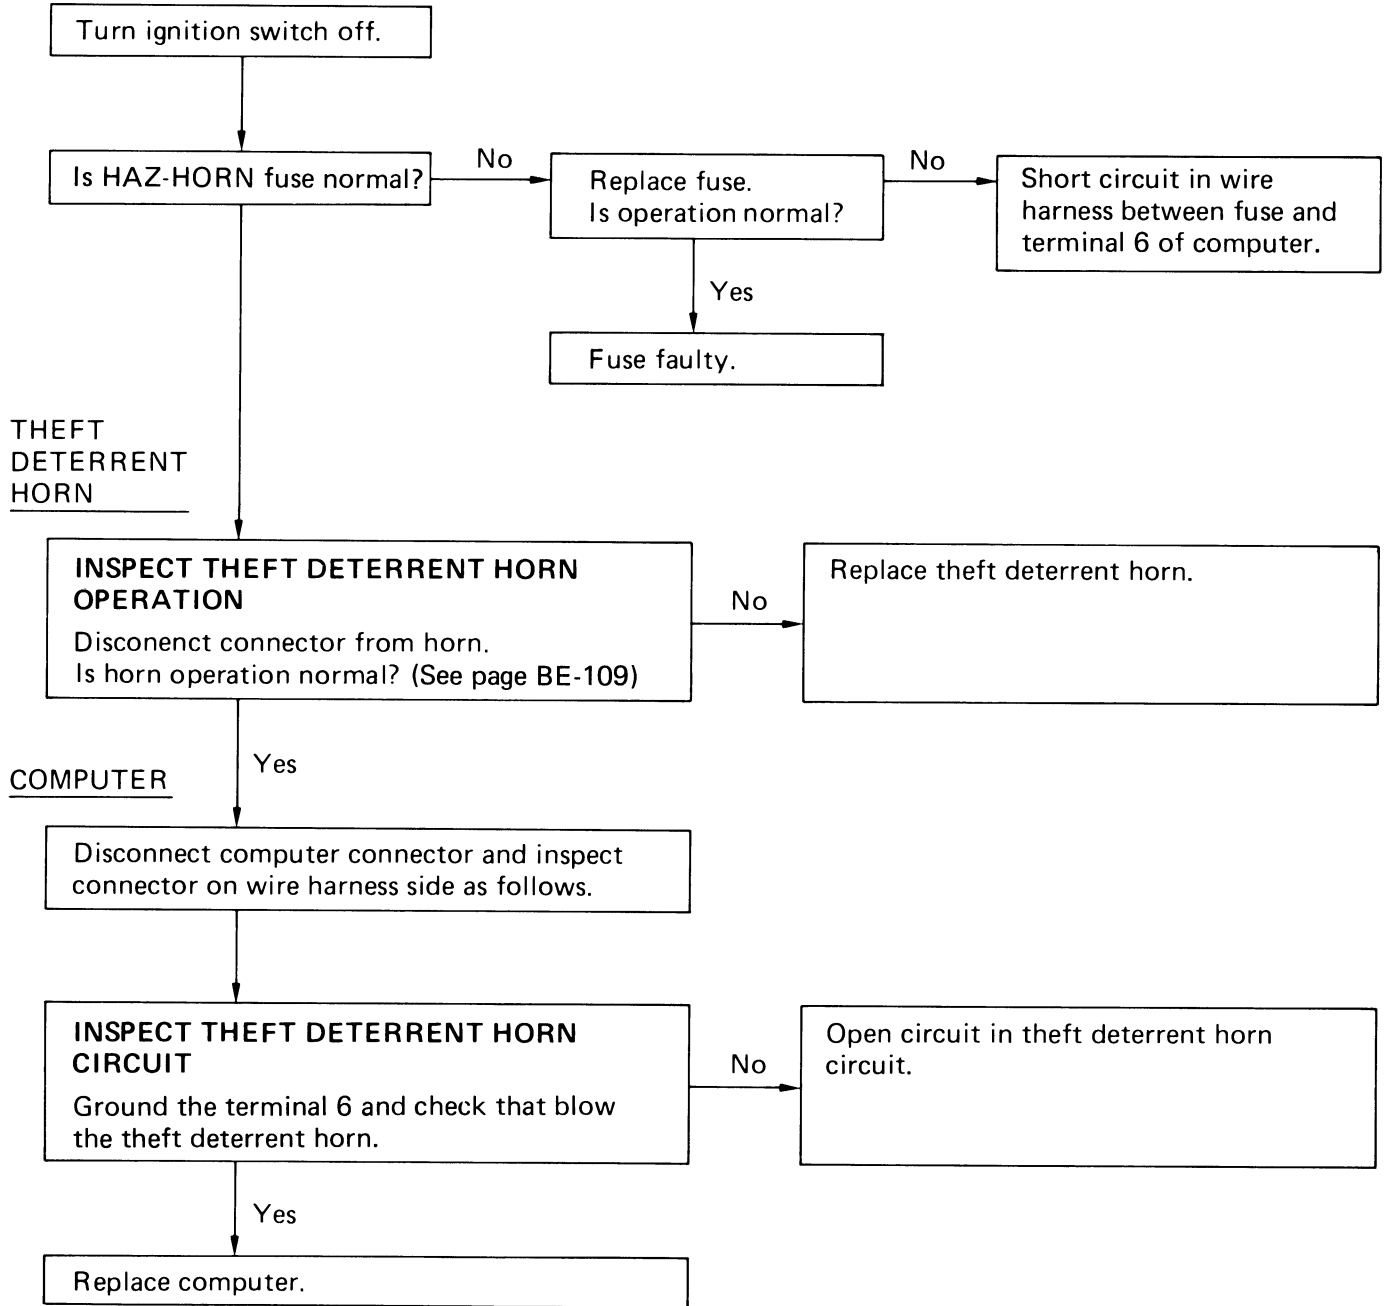 Turn ignition switch off.
Is HAZ-HORN fuse normal?
No
Replace fuse.
Is operation normal?
No
Short circuit in wire
harness between fuse and
terminal 6 of computer.
Yes
Fuse faulty.
THEFT
DETERRENT
HORN
INSPECT THEFT DETERRENT HORN
OPERATION
Disconenct connector from horn.
Is horn operation normal? (See page BE-109)
No
Replace theft deterrent horn.
Yes
COMPUTER
Disconnect computer connector and inspect
connector on wire harness side as follows.
INSPECT THEFT DETERRENT HORN
CIRCUIT
Ground the terminal 6 and check that blow
the theft deterrent horn.
No
Open circuit in theft deterrent horn
circuit.
Yes
Replace computer.